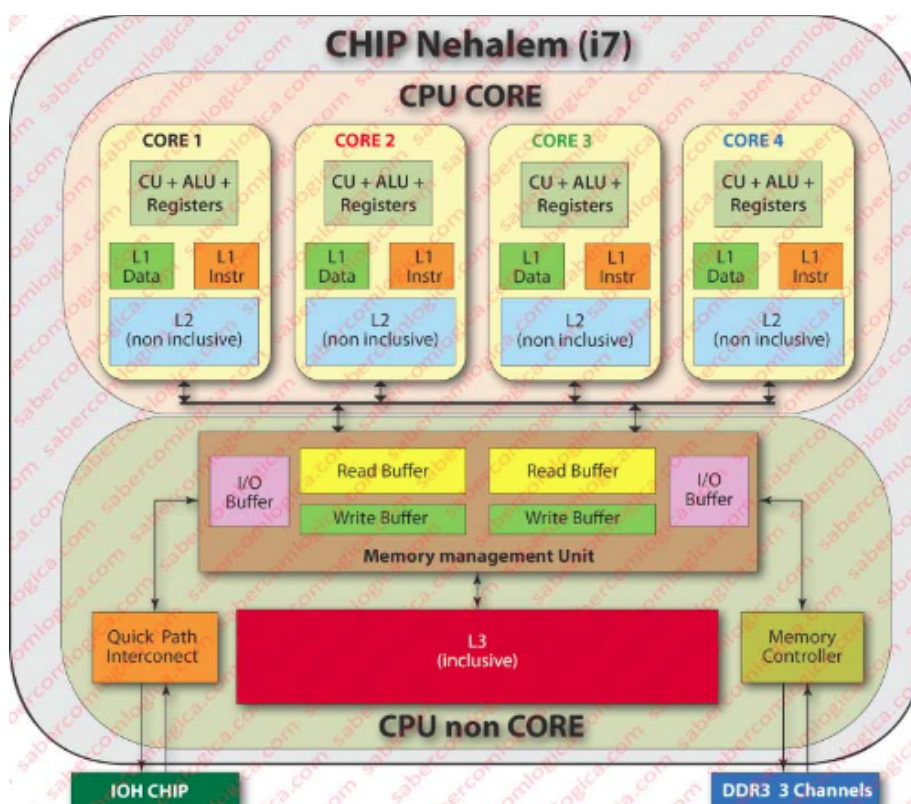 CHIP Nehalem (i7)
CPU CORE
CORE 1
CU + ALU +
Registers
L1
Data
L1
Instr
L2
(non inclusive)
CORE 2
CU + ALU +
Registers
L1
Data
L1
Instr
L2
(non inclusive)
CORE 3
CU + ALU +
Registers
L1
Data
L1
Instr
L2
(non inclusive)
CORE 4
CU + ALU +
Registers
L1
Data
L1
Instr
L2
(non inclusive)
I/O
Buffer
Read Buffer
Write Buffer
Read Buffer
Write Buffer
I/O
Buffer
Memory management Unit
Quick Path
Interconect
L3
(inclusive)
Memory
Controller
CPU non CORE
IOH CHIP
DDR3 3 Channels
sabercomlogica.com